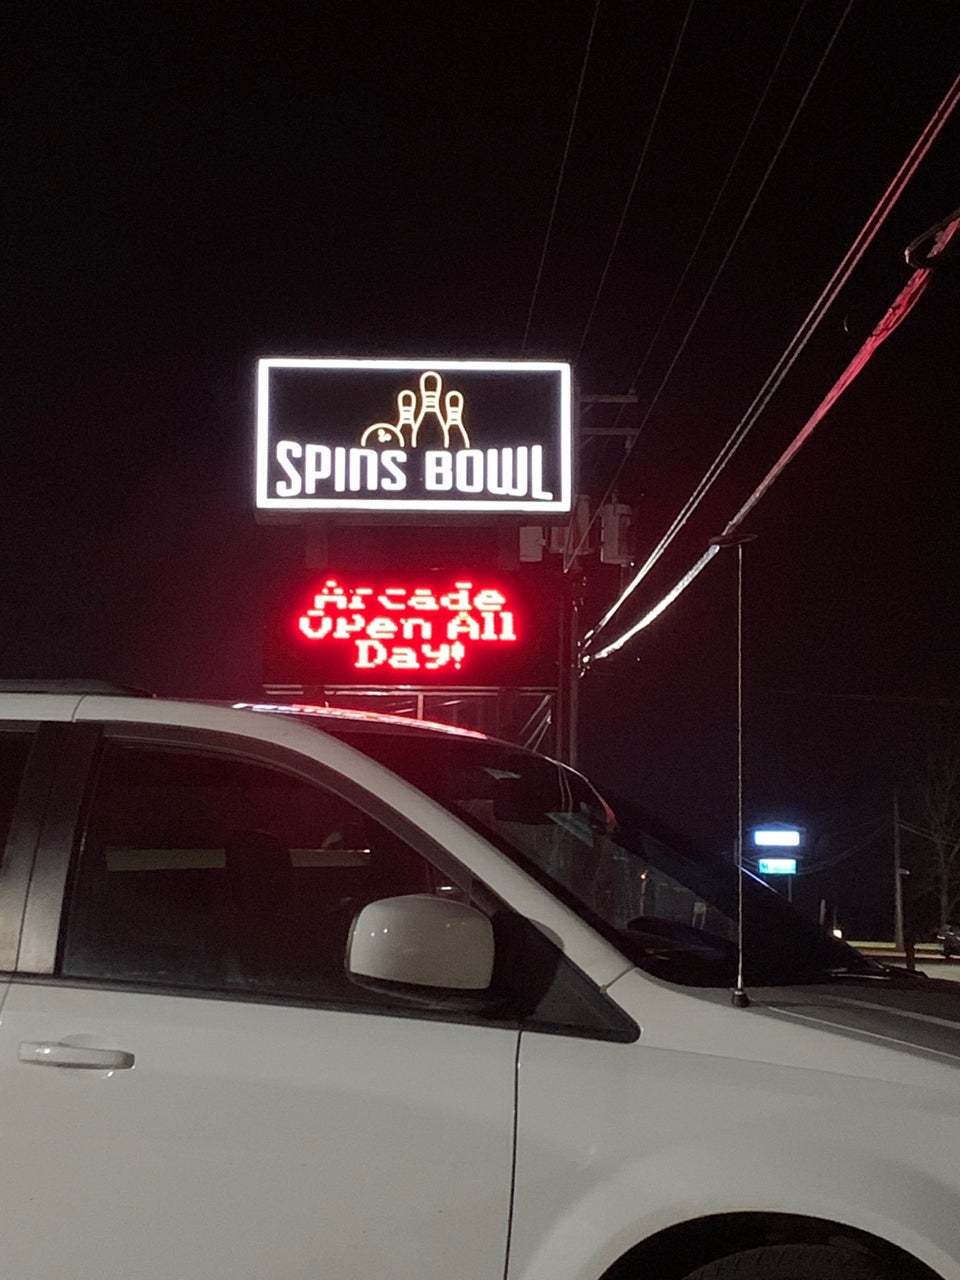 SPINS BOWL
Arcade
Open All
Day!